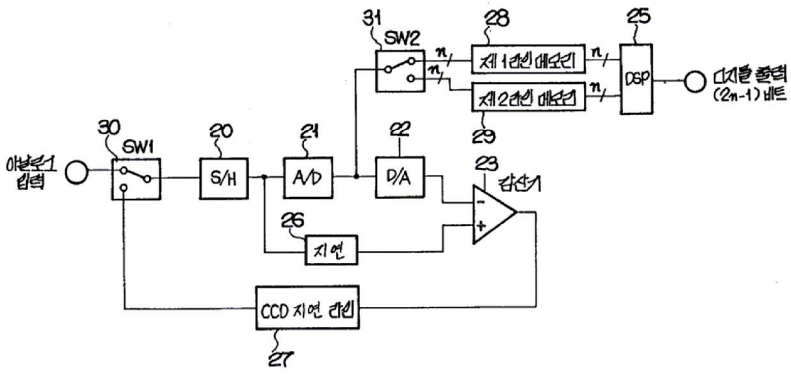 31
SW2
28
25
n
제1라인 메모리
n
n
제2라인 메모리
n
29
DSP
디지틀 출력
(2n-1) 비트
30
SW1
아날로그
입력
20
S/H
21
A/D
22
D/A
23
감산기
-
+
26
지연
CCD 지연 라인
27